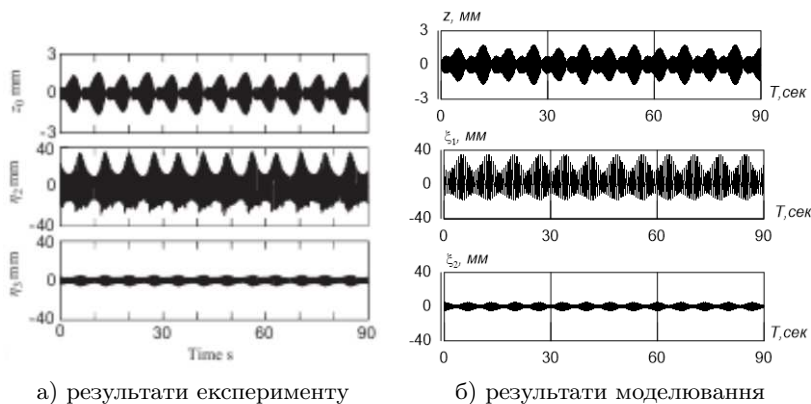 3
0
-3
z₀ mm
40
0
-40
η₂ mm
40
0
-40
η₃ mm
0 30 60 90
Time s
а) результати експерименту
z, мм
3
0
-3
T,сек
0 30 60 90
ξ₁, мм
40
0
-40
T,сек
0 30 60 90
ξ₂, мм
40
0
-40
T,сек
0 30 60 90
б) результати моделювання